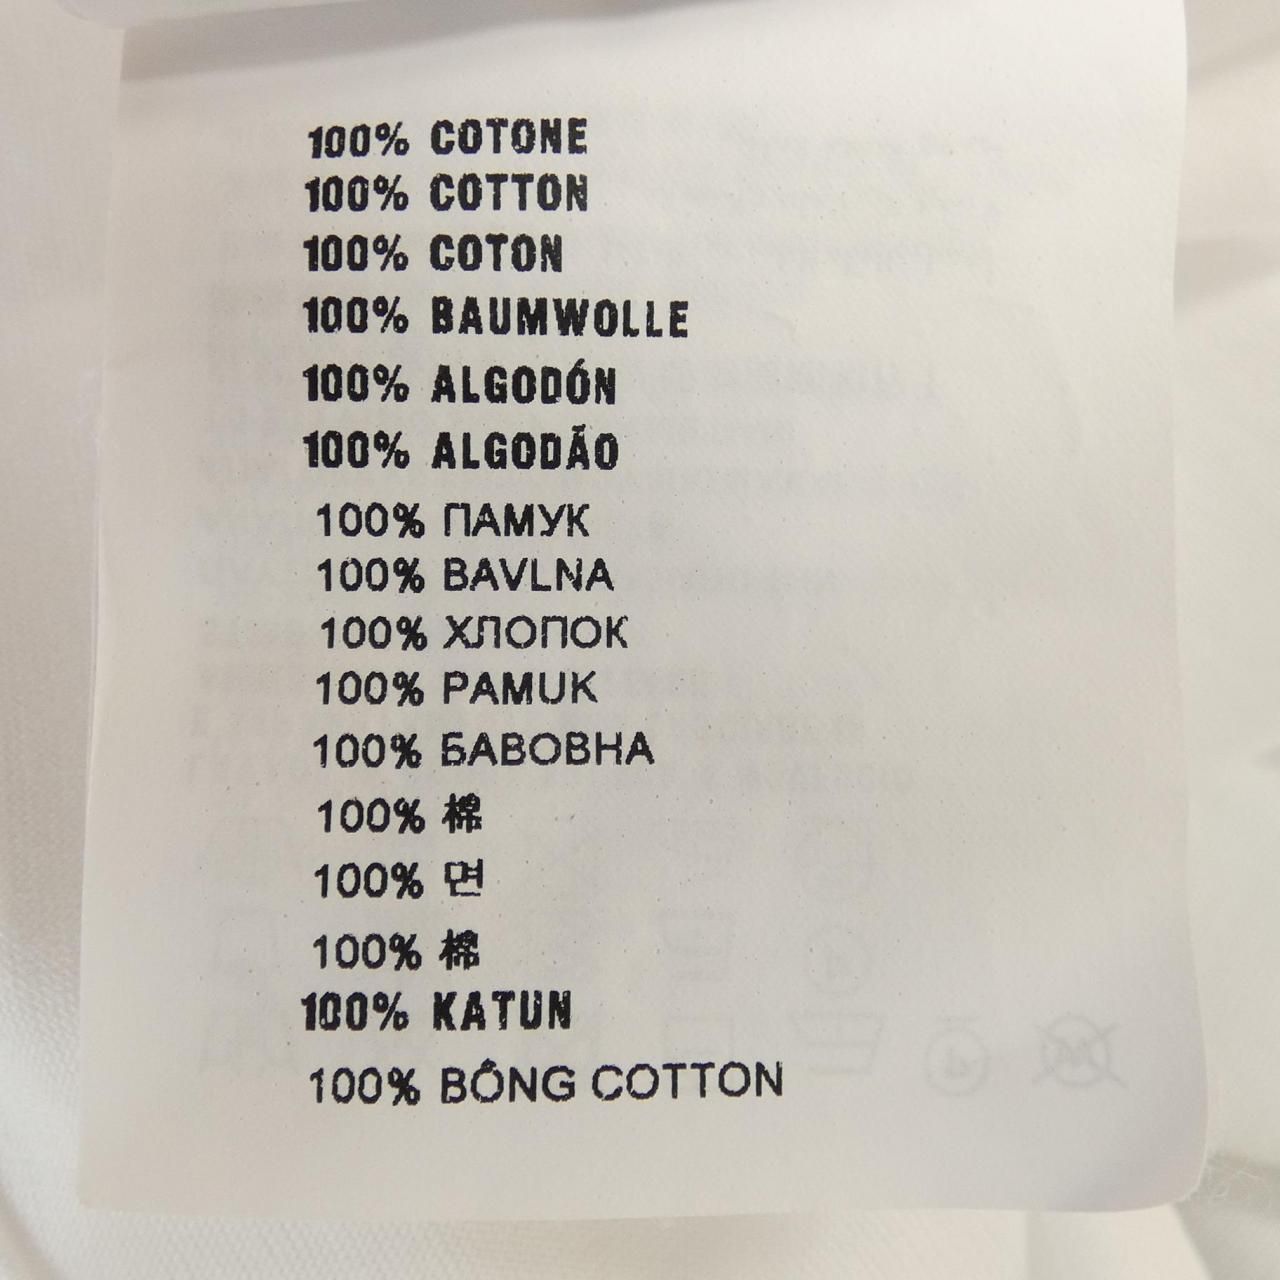 100% COTONE
100% COTTON
100% COTON
100% BAUMWOLLE
100% ALGODÓN
100% ALGODÃO
100% ПАМУК
100% BAVLNA
100% ХЛОПОК
100% PAMUK
100% БАВОВНА
100% 棉
100% 면
100% 棉
100% KATUN
100% BÔNG COTTON